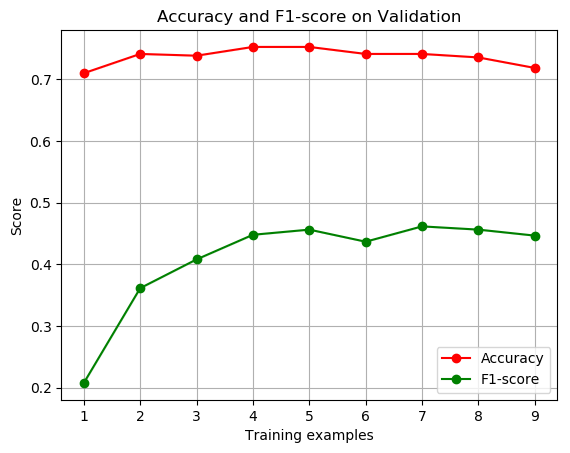 Accuracy and F1-score on Validation
Score
0.7
0.6
0.5
0.4
0.3
0.2
1 2 3 4 5 6 7 8 9
Training examples
Accuracy
F1-score